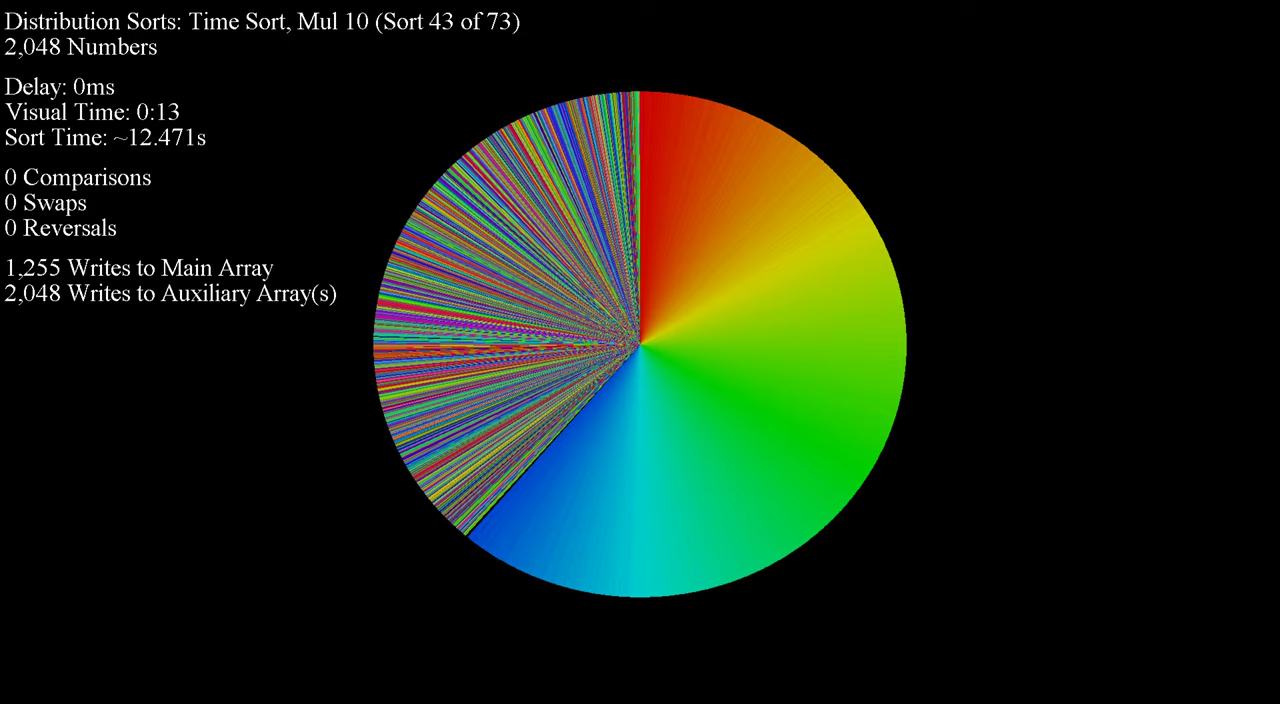 Distribution Sorts: Time Sort, Mul 10 (Sort 43 of 73)
2,048 Numbers
Delay: 0ms
Visual Time: 0:13
Sort Time: ~12.471s
0 Comparisons
0 Swaps
0 Reversals
1,255 Writes to Main Array
2,048 Writes to Auxiliary Array(s)